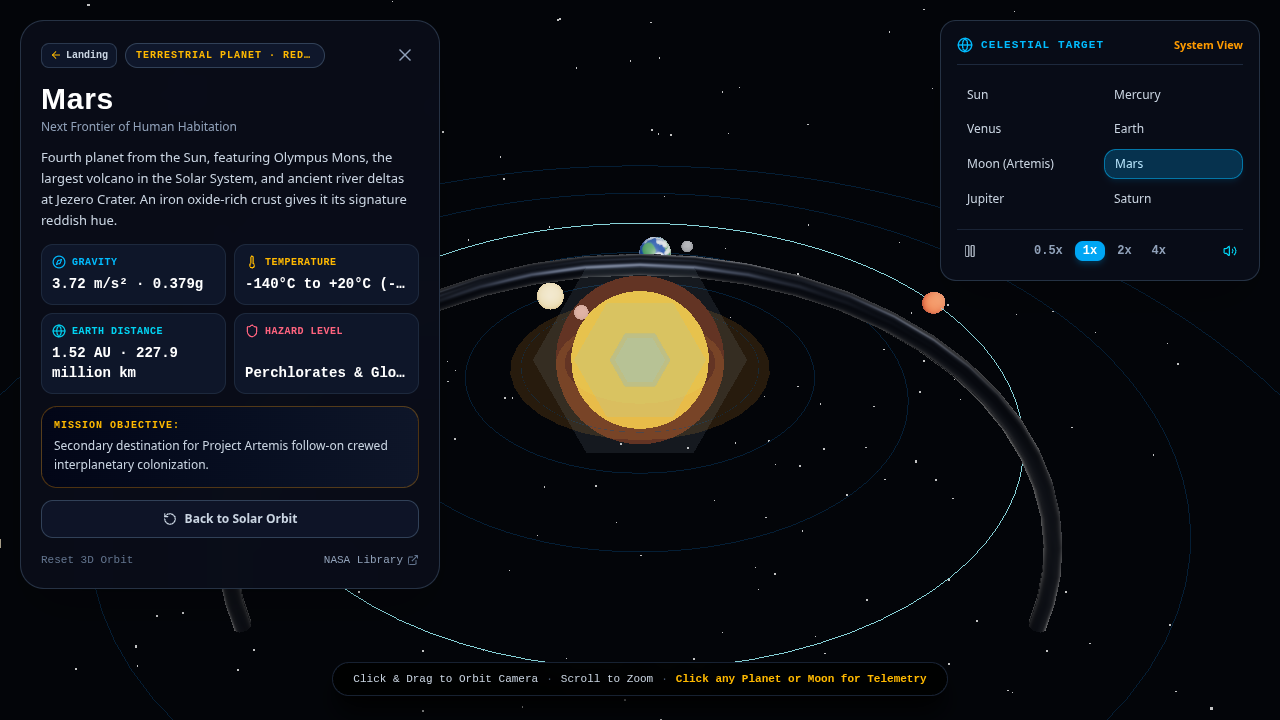 Landing
TERRESTRIAL PLANET · RED…
Mars
Next Frontier of Human Habitation
Fourth planet from the Sun, featuring Olympus Mons, the
largest volcano in the Solar System, and ancient river deltas
at Jezero Crater. An iron oxide-rich crust gives it its signature
reddish hue.
GRAVITY
3.72 m/s² · 0.379g
TEMPERATURE
-140°C to +20°C (-…
EARTH DISTANCE
1.52 AU · 227.9
million km
HAZARD LEVEL
Perchlorates & Glo…
MISSION OBJECTIVE:
Secondary destination for Project Artemis follow-on crewed
interplanetary colonization.
Back to Solar Orbit
Reset 3D Orbit
NASA Library
CELESTIAL TARGET
System View
Sun
Mercury
Venus
Earth
Moon (Artemis)
Mars
Jupiter
Saturn
0.5x 1x 2x 4x
Click & Drag to Orbit Camera · Scroll to Zoom · Click any Planet or Moon for Telemetry